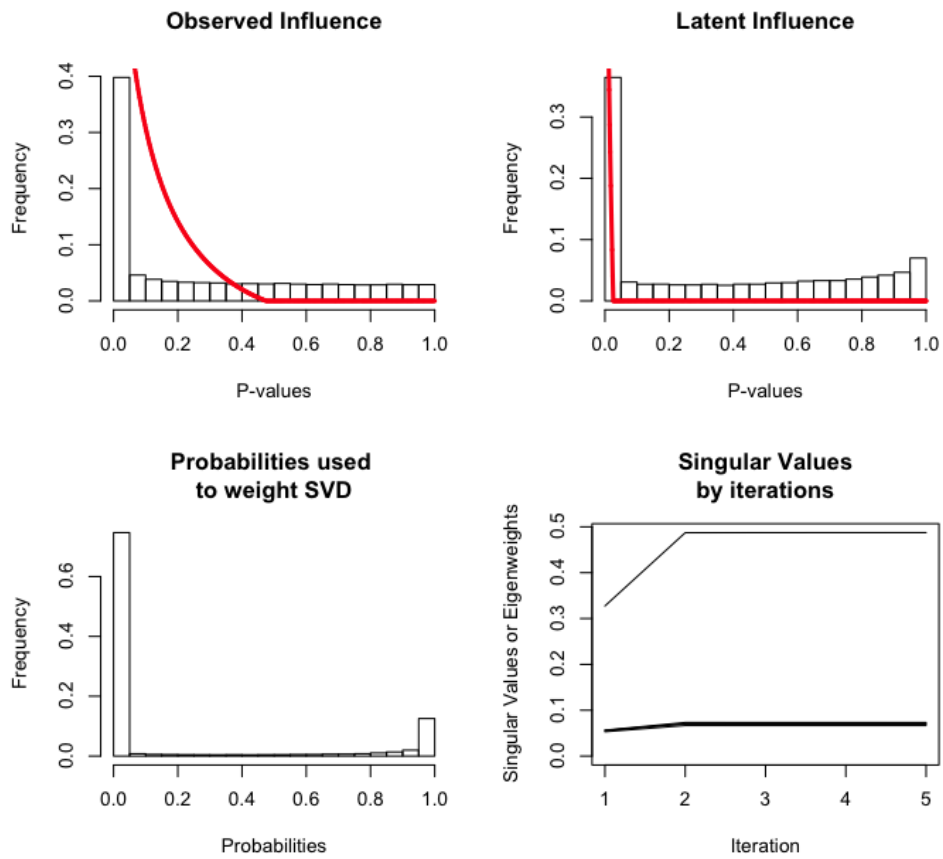 Observed Influence
Frequency
0.0 0.1 0.2 0.3 0.4
0.0 0.2 0.4 0.6 0.8 1.0
P-values
Latent Influence
Frequency
0.0 0.1 0.2 0.3
0.0 0.2 0.4 0.6 0.8 1.0
P-values
Probabilities used
to weight SVD
Frequency
0.0 0.2 0.4 0.6
0.0 0.2 0.4 0.6 0.8 1.0
Probabilities
Singular Values
by iterations
Singular Values or Eigenweights
0.0 0.1 0.2 0.3 0.4 0.5
1 2 3 4 5
Iteration